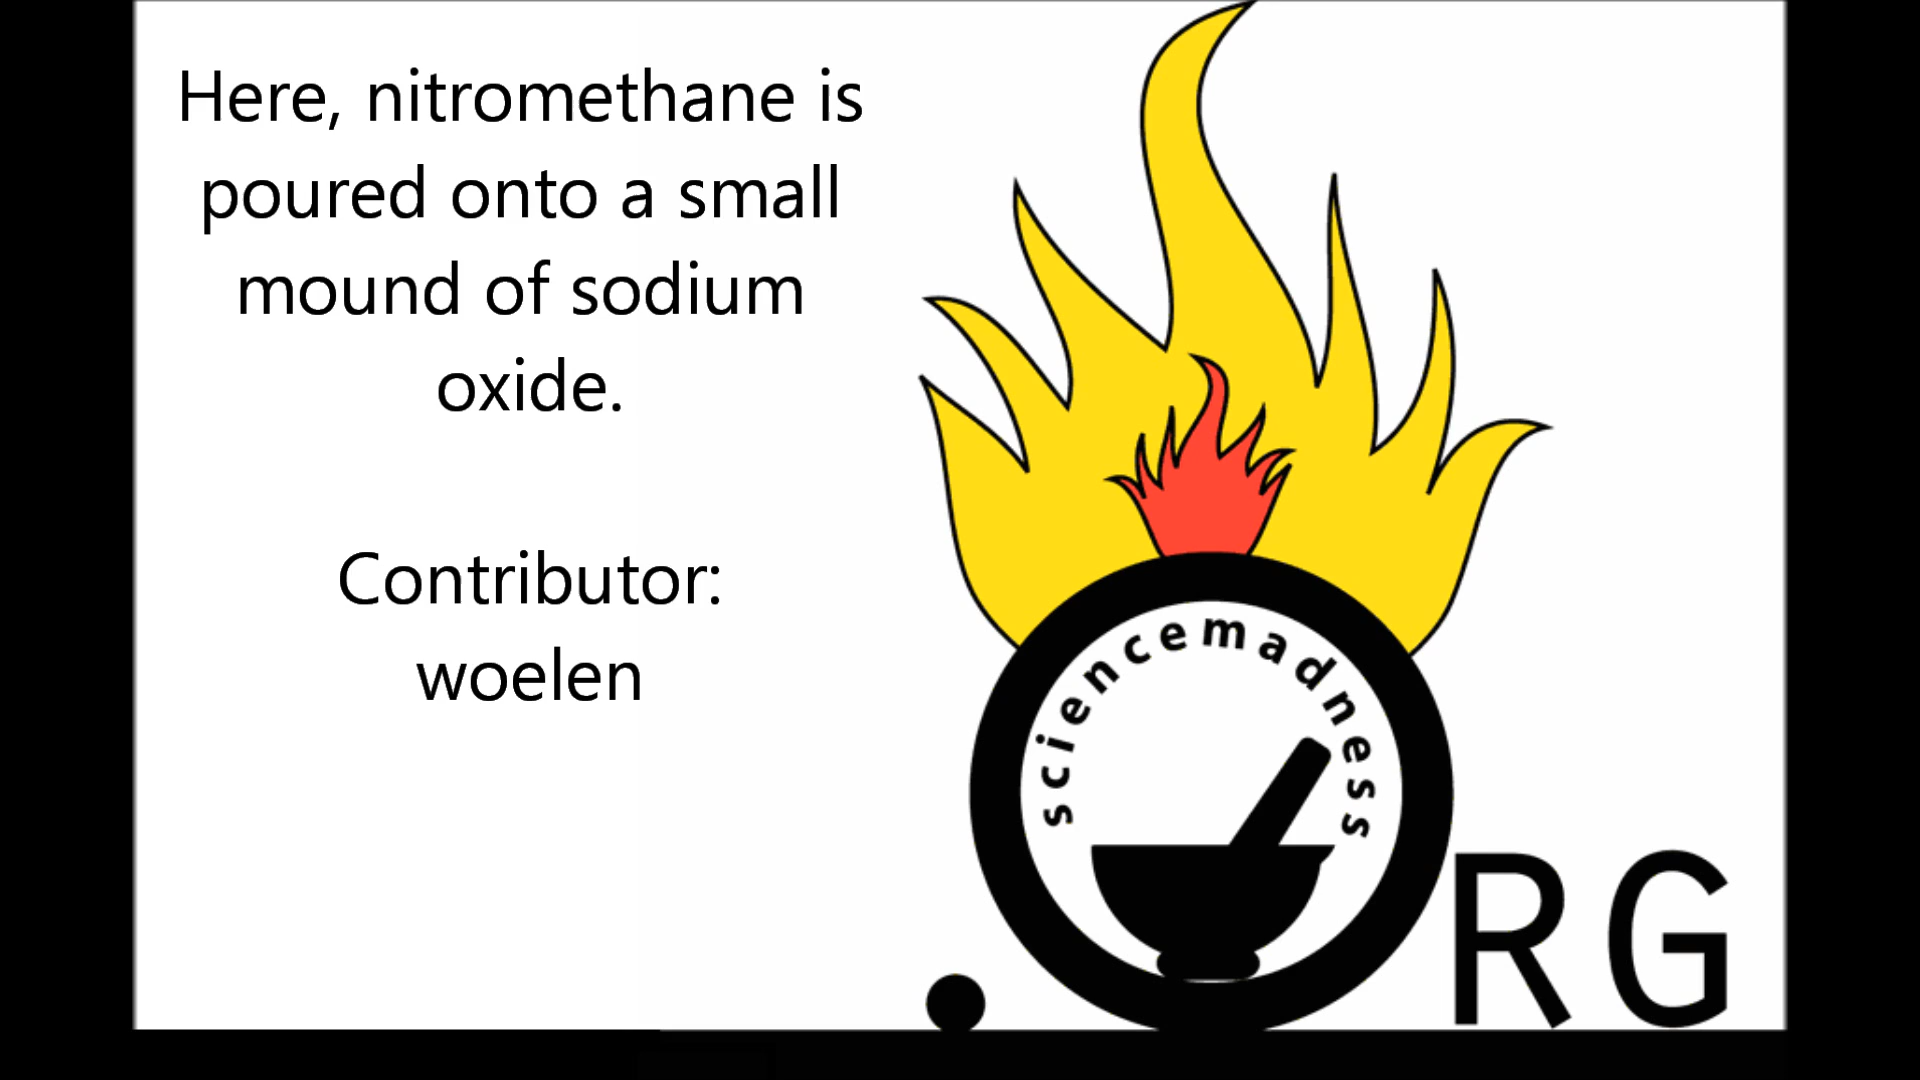 Here, nitromethane is
poured onto a small
mound of sodium
oxide.
Contributor:
woelen
sciencemadness
.ORG